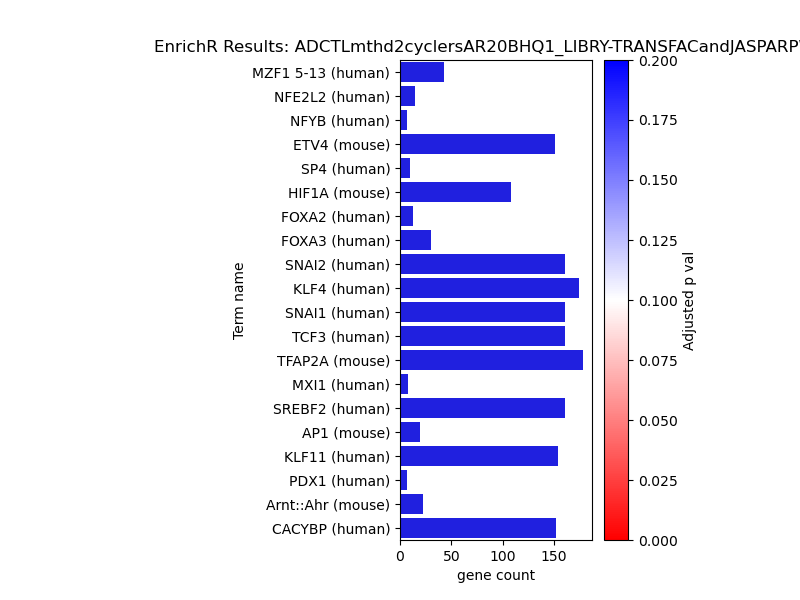 EnrichR Results: ADCTLmthd2cyclersAR20BHQ1_LIBRY-TRANSFACandJASPARP
MZF1 5-13 (human)
NFE2L2 (human)
NFYB (human)
ETV4 (mouse)
SP4 (human)
HIF1A (mouse)
FOXA2 (human)
FOXA3 (human)
SNAI2 (human)
KLF4 (human)
SNAI1 (human)
TCF3 (human)
TFAP2A (mouse)
MXI1 (human)
SREBF2 (human)
AP1 (mouse)
KLF11 (human)
PDX1 (human)
Arnt::Ahr (mouse)
CACYBP (human)
Term name
0 50 100 150
gene count
0.200
0.175
0.150
0.125
0.100
0.075
0.050
0.025
0.000
Adjusted p val